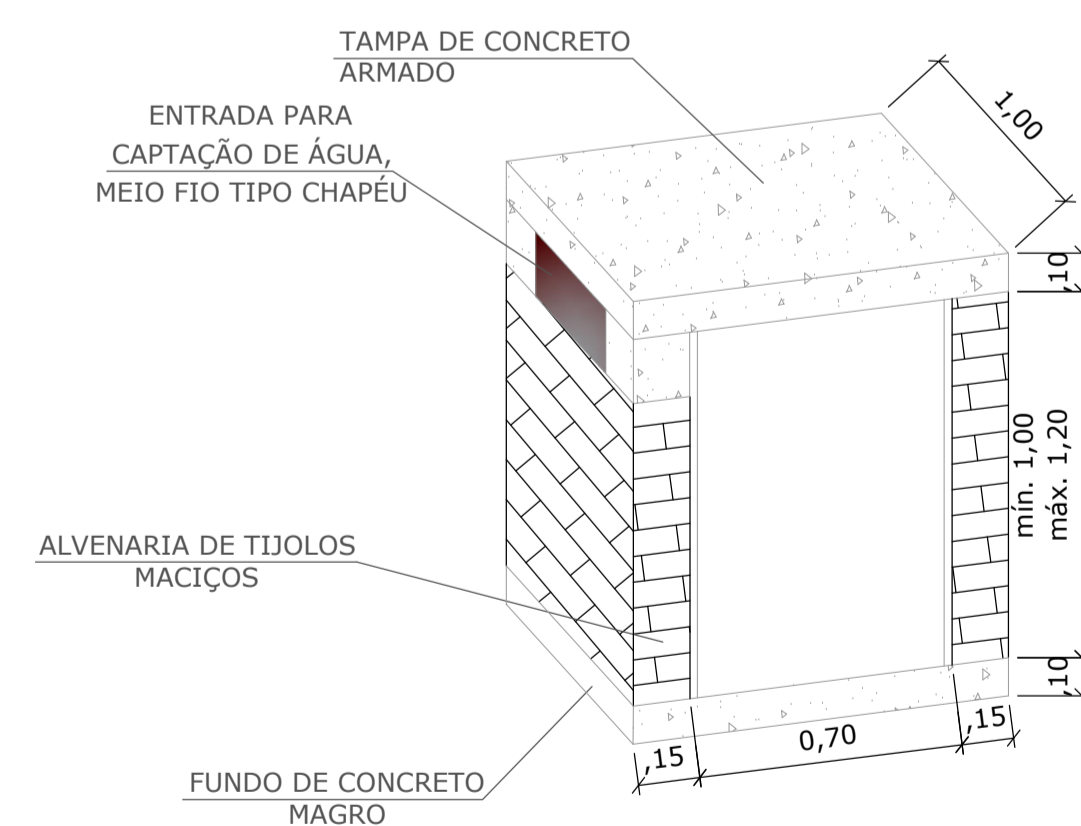 TAMPA DE CONCRETO
ARMADO
ENTRADA PARA
CAPTAÇÃO DE ÁGUA,
MEIO FIO TIPO CHAPÉU
1,00
,10
mín. 1,00
máx. 1,20
ALVENARIA DE TIJOLOS
MACIÇOS
,10
,15
0,70
,15
FUNDO DE CONCRETO
MAGRO